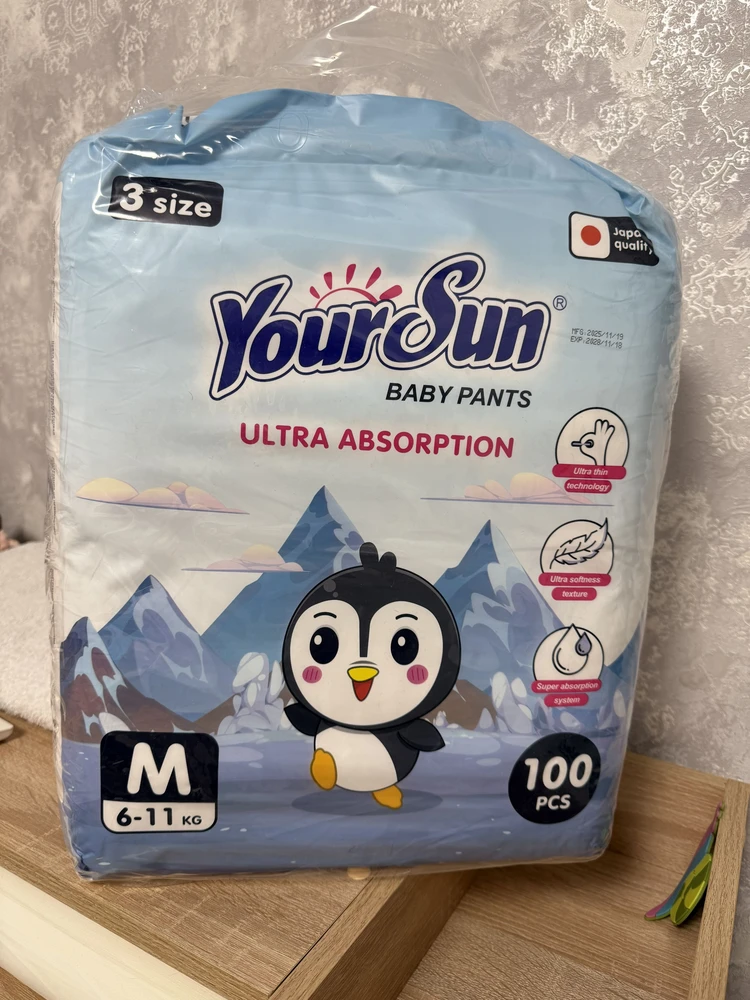 3 size
Japa
quality
YourSun®
MFG:2025/11/19
EXP:2028/11/18
BABY PANTS
ULTRA ABSORPTION
Ultra thin
technology
Ultra softness
texture
Super absorption
system
M
6-11 KG
100
PCS